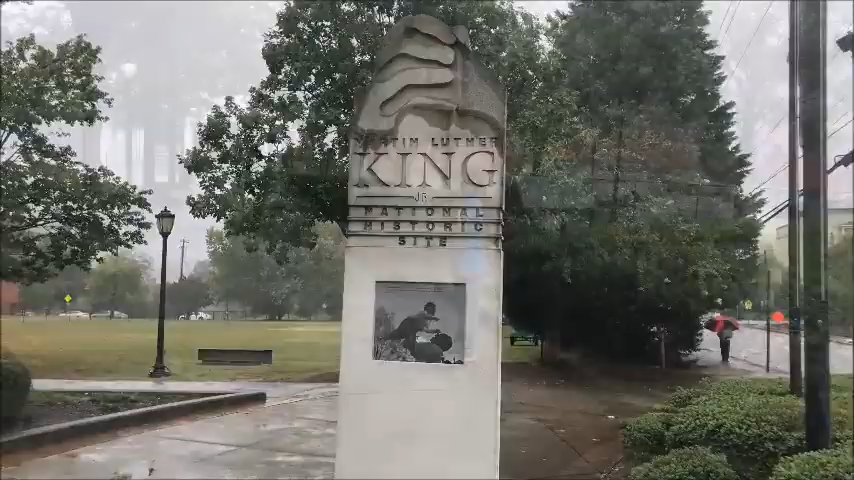 MARTIN LUTHER
KING
JR.
NATIONAL
HISTORIC
SITE